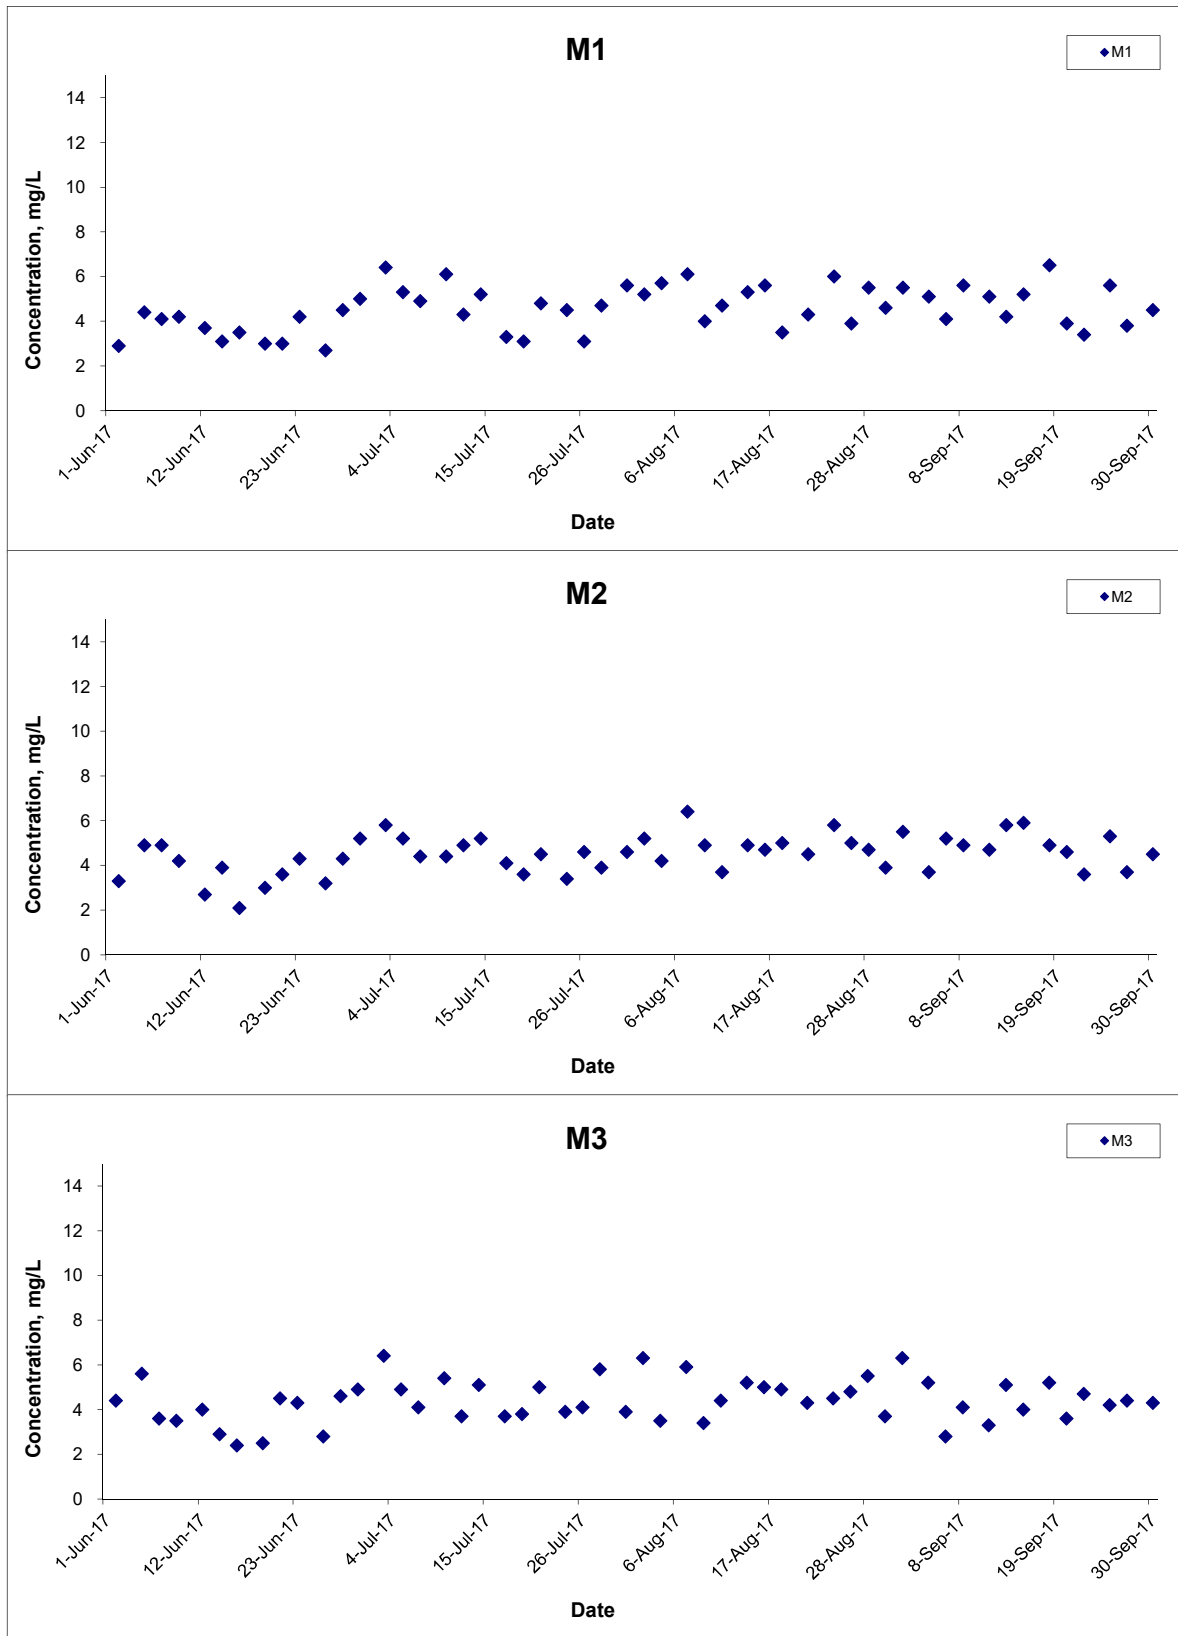 M1
M1
14
12
10
8
6
4
2
0
Concentration, mg/L
1-Jun-17
12-Jun-17
23-Jun-17
4-Jul-17
15-Jul-17
26-Jul-17
6-Aug-17
17-Aug-17
28-Aug-17
8-Sep-17
19-Sep-17
30-Sep-17
Date
M2
M2
14
12
10
8
6
4
2
0
Concentration, mg/L
1-Jun-17
12-Jun-17
23-Jun-17
4-Jul-17
15-Jul-17
26-Jul-17
6-Aug-17
17-Aug-17
28-Aug-17
8-Sep-17
19-Sep-17
30-Sep-17
Date
M3
M3
14
12
10
8
6
4
2
0
Concentration, mg/L
1-Jun-17
12-Jun-17
23-Jun-17
4-Jul-17
15-Jul-17
26-Jul-17
6-Aug-17
17-Aug-17
28-Aug-17
8-Sep-17
19-Sep-17
30-Sep-17
Date